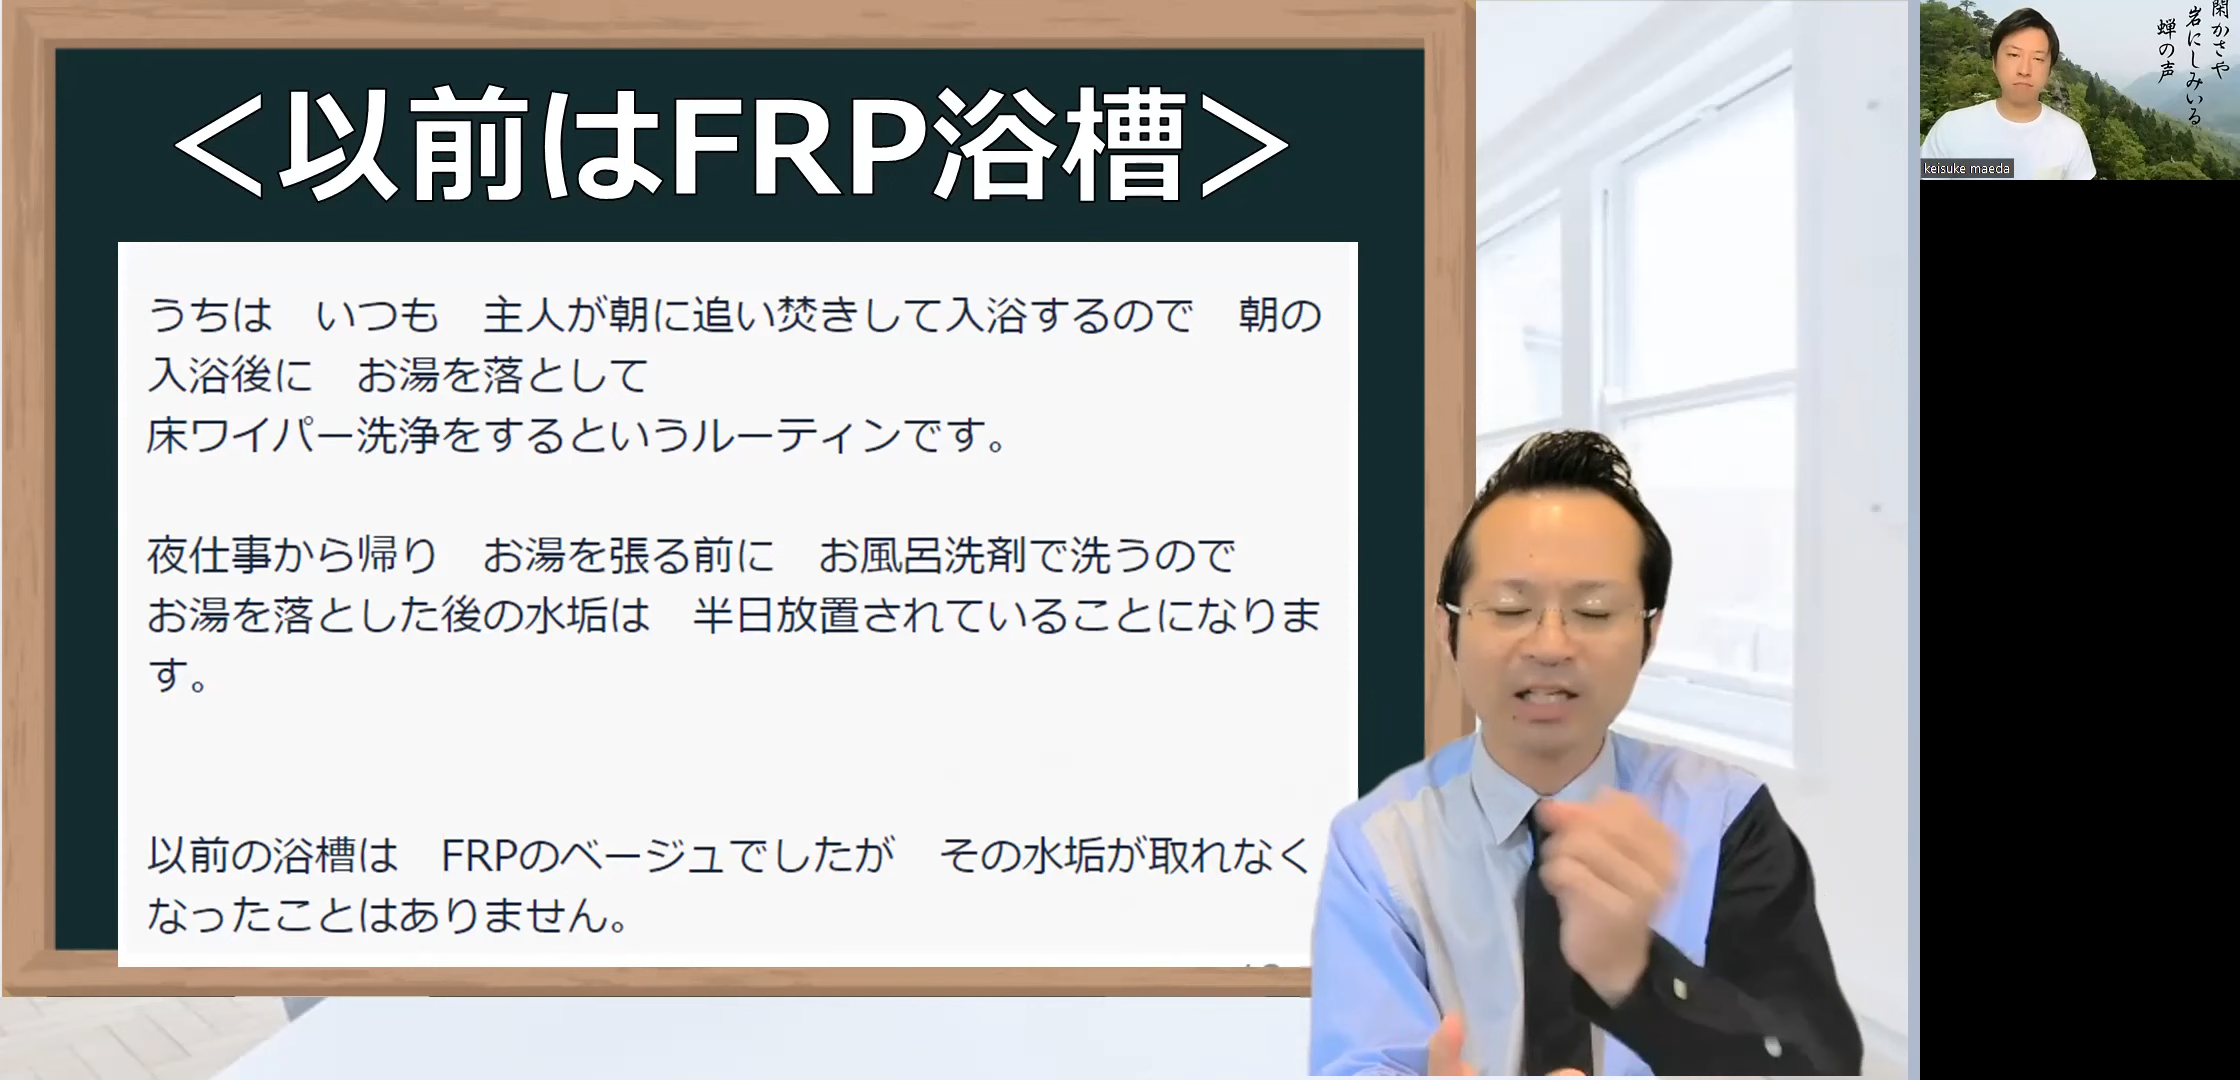 ＜以前はFRP浴槽＞
うちは　いつも　主人が朝に追い焚きして入浴するので　朝の
入浴後に　お湯を落として
床ワイパー洗浄をするというルーティンです。
夜仕事から帰り　お湯を張る前に　お風呂洗剤で洗うので
お湯を落とした後の水垢は　半日放置されていることになりま
す。
以前の浴槽は　FRPのベージュでしたが　その水垢が取れなく
なったことはありません。
閑かさや
岩にしみいる
蝉の声
keisuke maeda